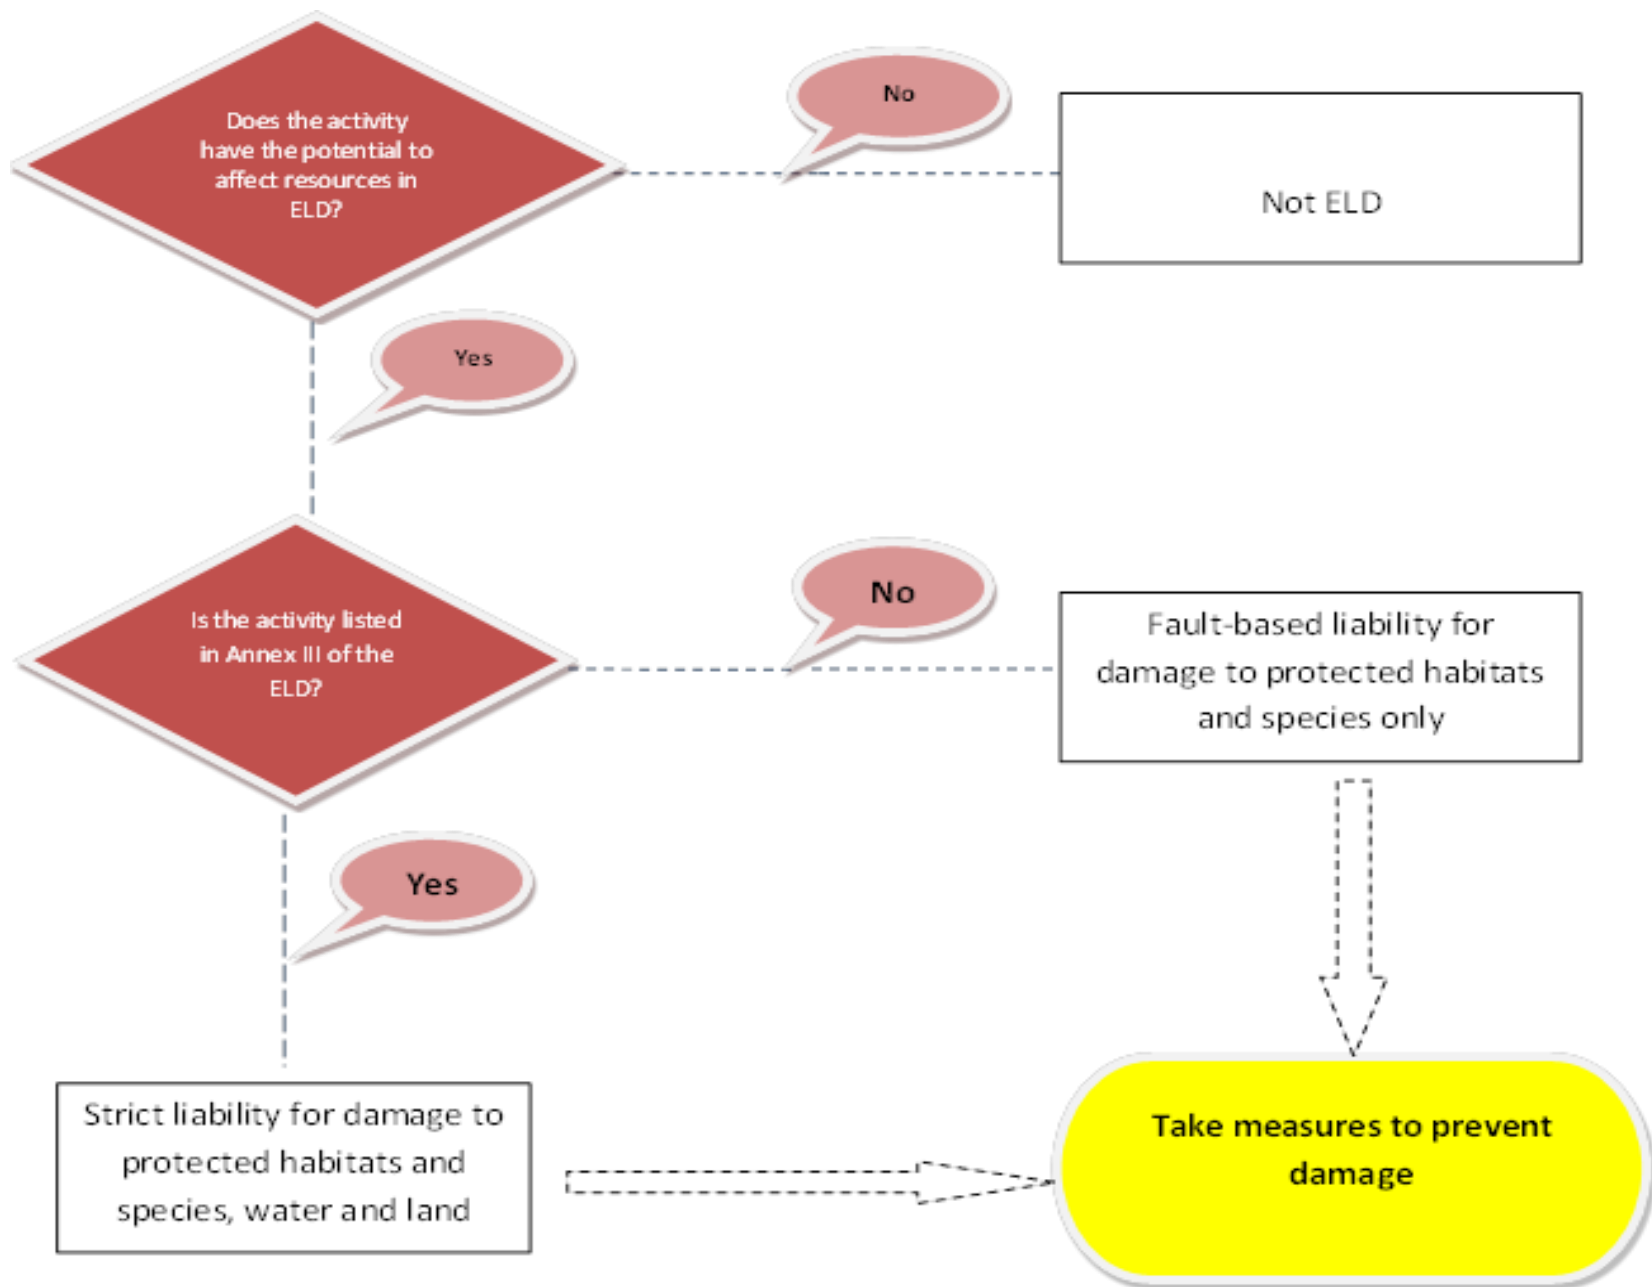 Does the activity
have the potential to
affect resources in
ELD?
No
Not ELD
Yes
Is the activity listed
in Annex III of the
ELD?
No
Fault-based liability for
damage to protected habitats
and species only
Yes
Strict liability for damage to
protected habitats and
species, water and land
Take measures to prevent
damage